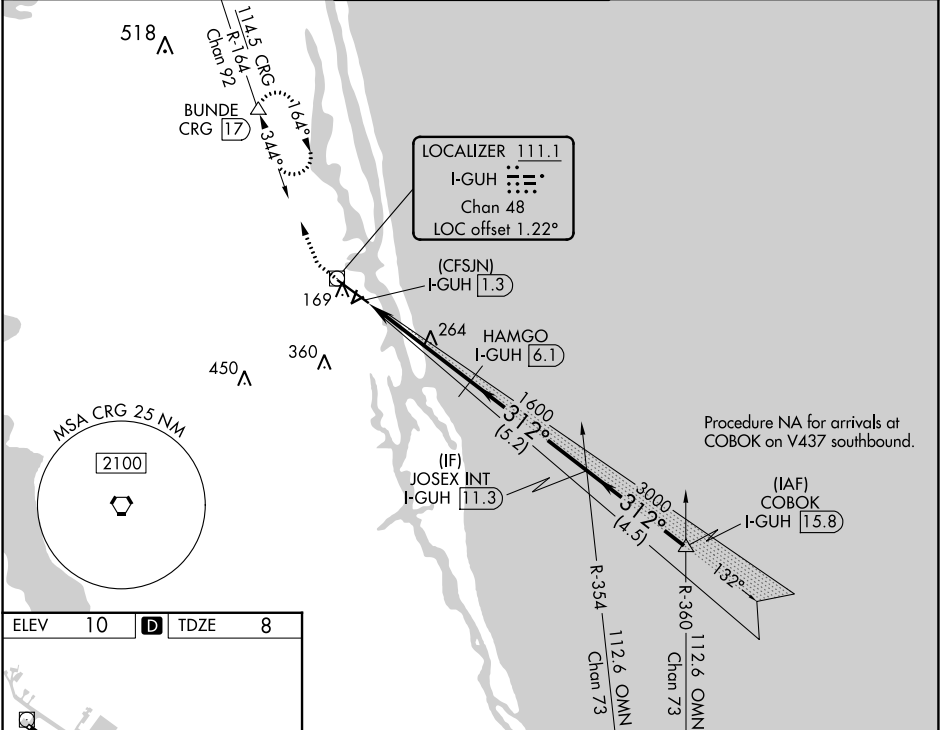 518
114.5 CRG
R-164
Chan 92
BUNDE
CRG 17
164°
344°
LOCALIZER 111.1
I-GUH
Chan 48
LOC offset 1.22°
(CFSJN)
I-GUH 1.3
169
264
HAMGO
I-GUH 6.1
450
360
1600
312°
(5.2)
Procedure NA for arrivals at
COBOK on V437 southbound.
MSA CRG 25 NM
2100
(IF)
JOSEX INT
I-GUH 11.3
3000
312°
(4.5)
(IAF)
COBOK
I-GUH 15.8
132°
R-354
112.6 OMN
Chan 73
R-360
112.6 OMN
Chan 73
ELEV 10 D TDZE 8